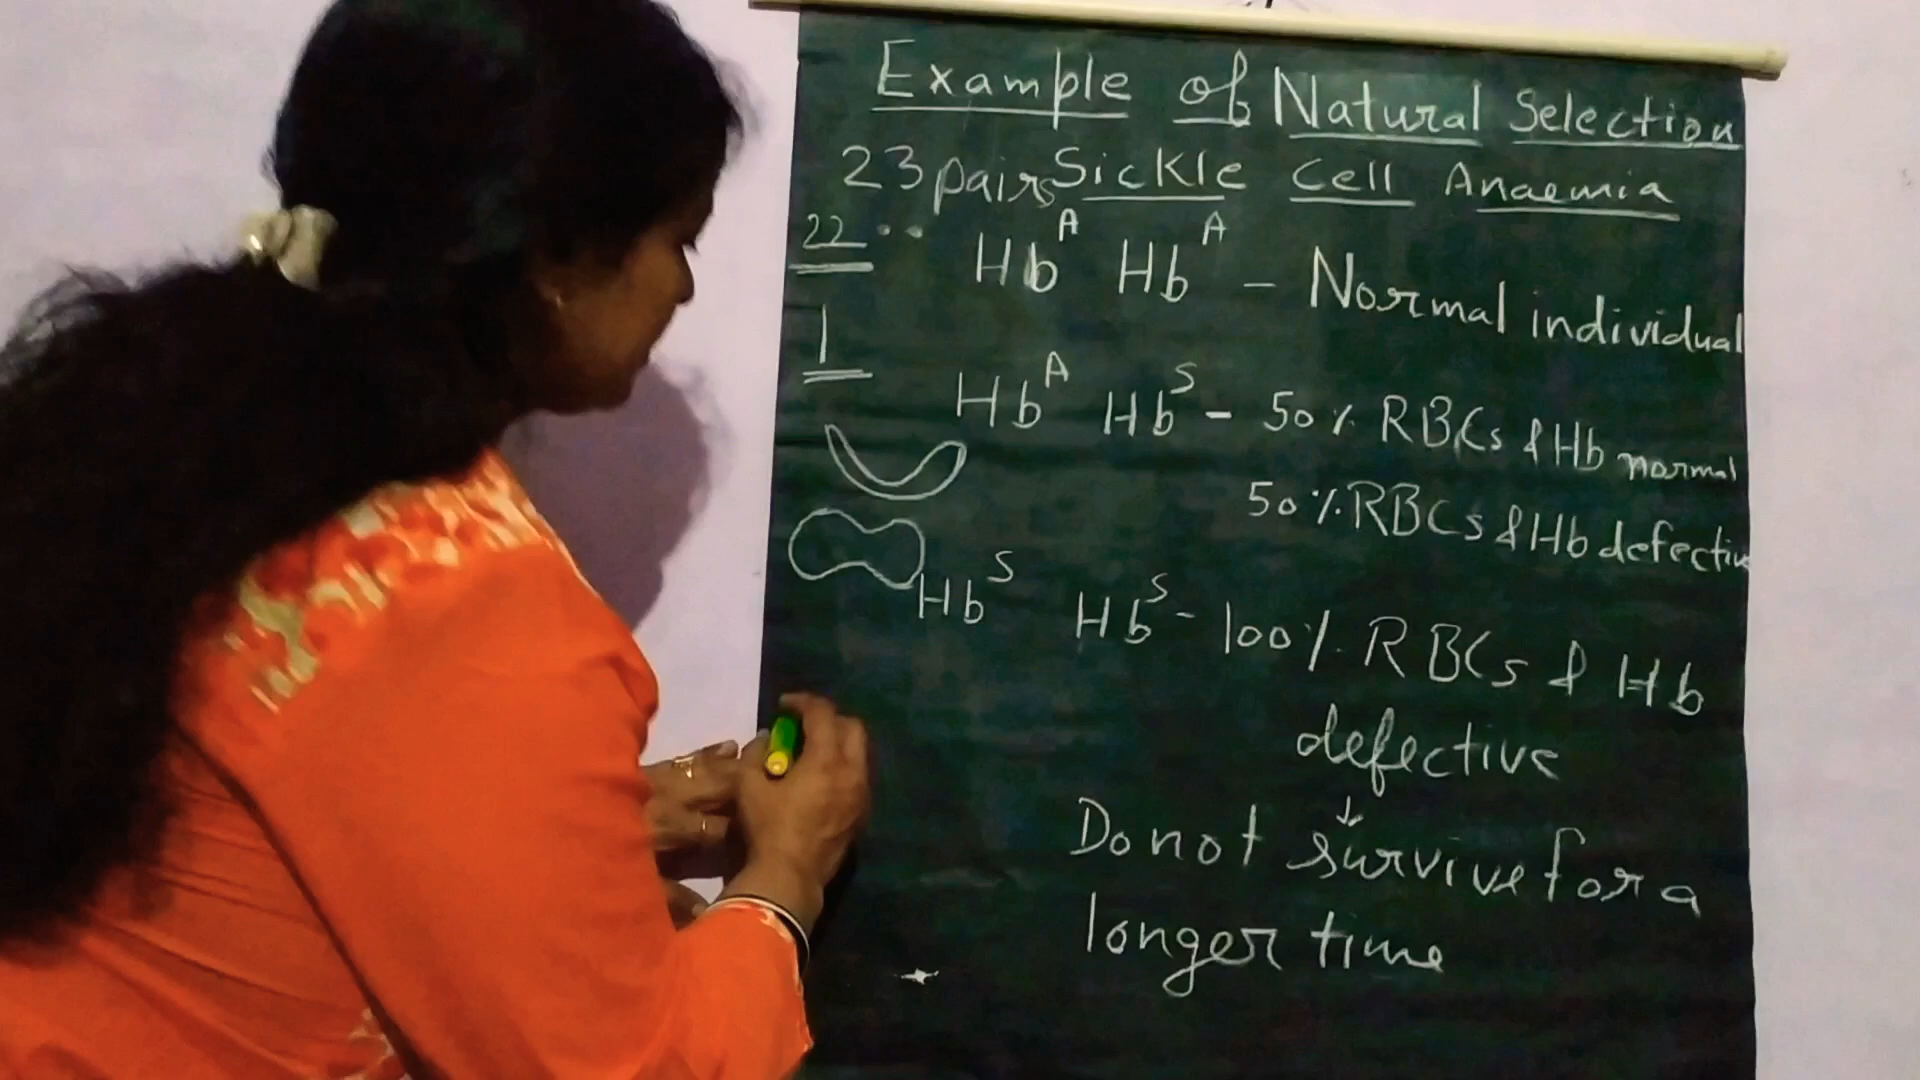 Example of Natural Selection
23 pairs Sickle Cell Anaemia
22
Hb^A Hb^A - Normal individual
1
Hb^A Hb^S - 50% RBCs & Hb normal
50% RBCs & Hb defective
Hb^S Hb^S - 100% RBCs & Hb
defective
↓
Do not survive for a
longer time